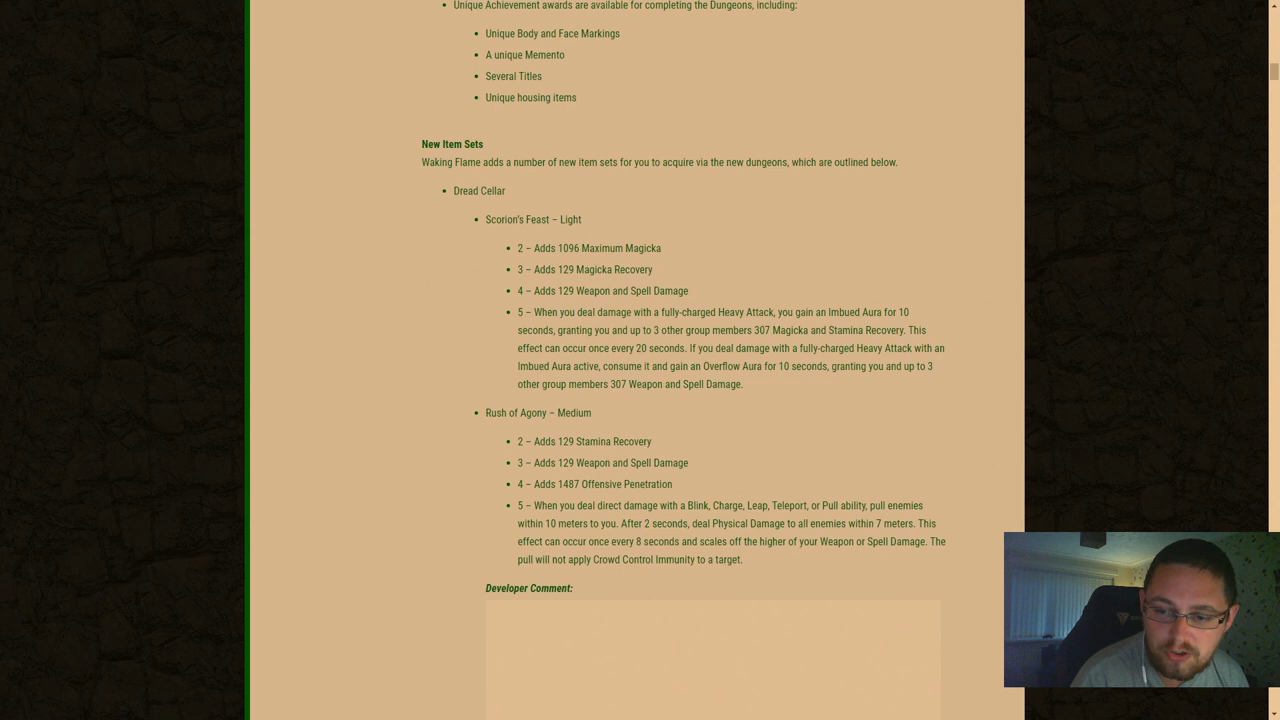 Unique Achievement awards are available for completing the Dungeons, including:
Unique Body and Face Markings
A unique Memento
Several Titles
Unique housing items
New Item Sets
Waking Flame adds a number of new item sets for you to acquire via the new dungeons, which are outlined below.
Dread Cellar
Scorion's Feast – Light
2 – Adds 1096 Maximum Magicka
3 – Adds 129 Magicka Recovery
4 – Adds 129 Weapon and Spell Damage
5 – When you deal damage with a fully-charged Heavy Attack, you gain an Imbued Aura for 10
seconds, granting you and up to 3 other group members 307 Magicka and Stamina Recovery. This
effect can occur once every 20 seconds. If you deal damage with a fully-charged Heavy Attack with an
Imbued Aura active, consume it and gain an Overflow Aura for 10 seconds, granting you and up to 3
other group members 307 Weapon and Spell Damage.
Rush of Agony – Medium
2 – Adds 129 Stamina Recovery
3 – Adds 129 Weapon and Spell Damage
4 – Adds 1487 Offensive Penetration
5 – When you deal direct damage with a Blink, Charge, Leap, Teleport, or Pull ability, pull enemies
within 10 meters to you. After 2 seconds, deal Physical Damage to all enemies within 7 meters. This
effect can occur once every 8 seconds and scales off the higher of your Weapon or Spell Damage. The
pull will not apply Crowd Control Immunity to a target.
Developer Comment: